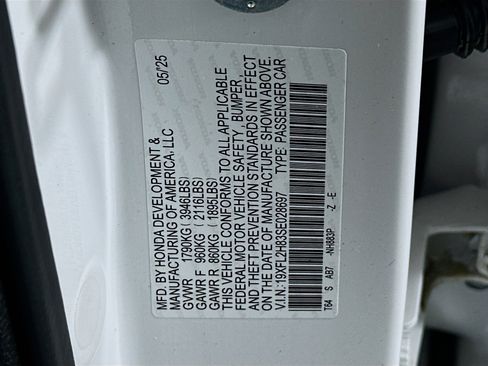 MFD. BY HONDA DEVELOPMENT & 05/25
MANUFACTURING OF AMERICA, LLC
GVWR 1790KG (3946LBS)
GAWR F 960KG (2116LBS)
GAWR R 860KG (1895LBS)
THIS VEHICLE CONFORMS TO ALL APPLICABLE
FEDERAL MOTOR VEHICLE SAFETY, BUMPER,
AND THEFT PREVENTION STANDARDS IN EFFECT
ON THE DATE OF MANUFACTURE SHOWN ABOVE.
V.I.N: 19XFL2H83SE028697 TYPE: PASSENGER CAR
T64 S AB7 -NH883P -Z -E